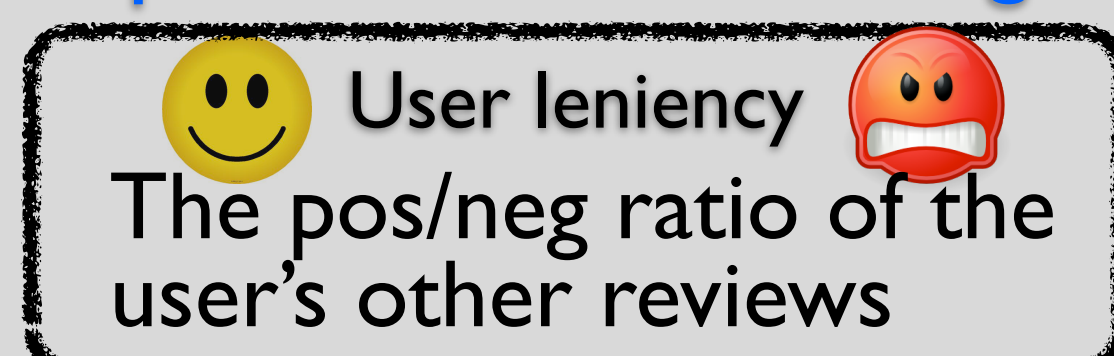 User leniency
The pos/neg ratio of the
user’s other reviews